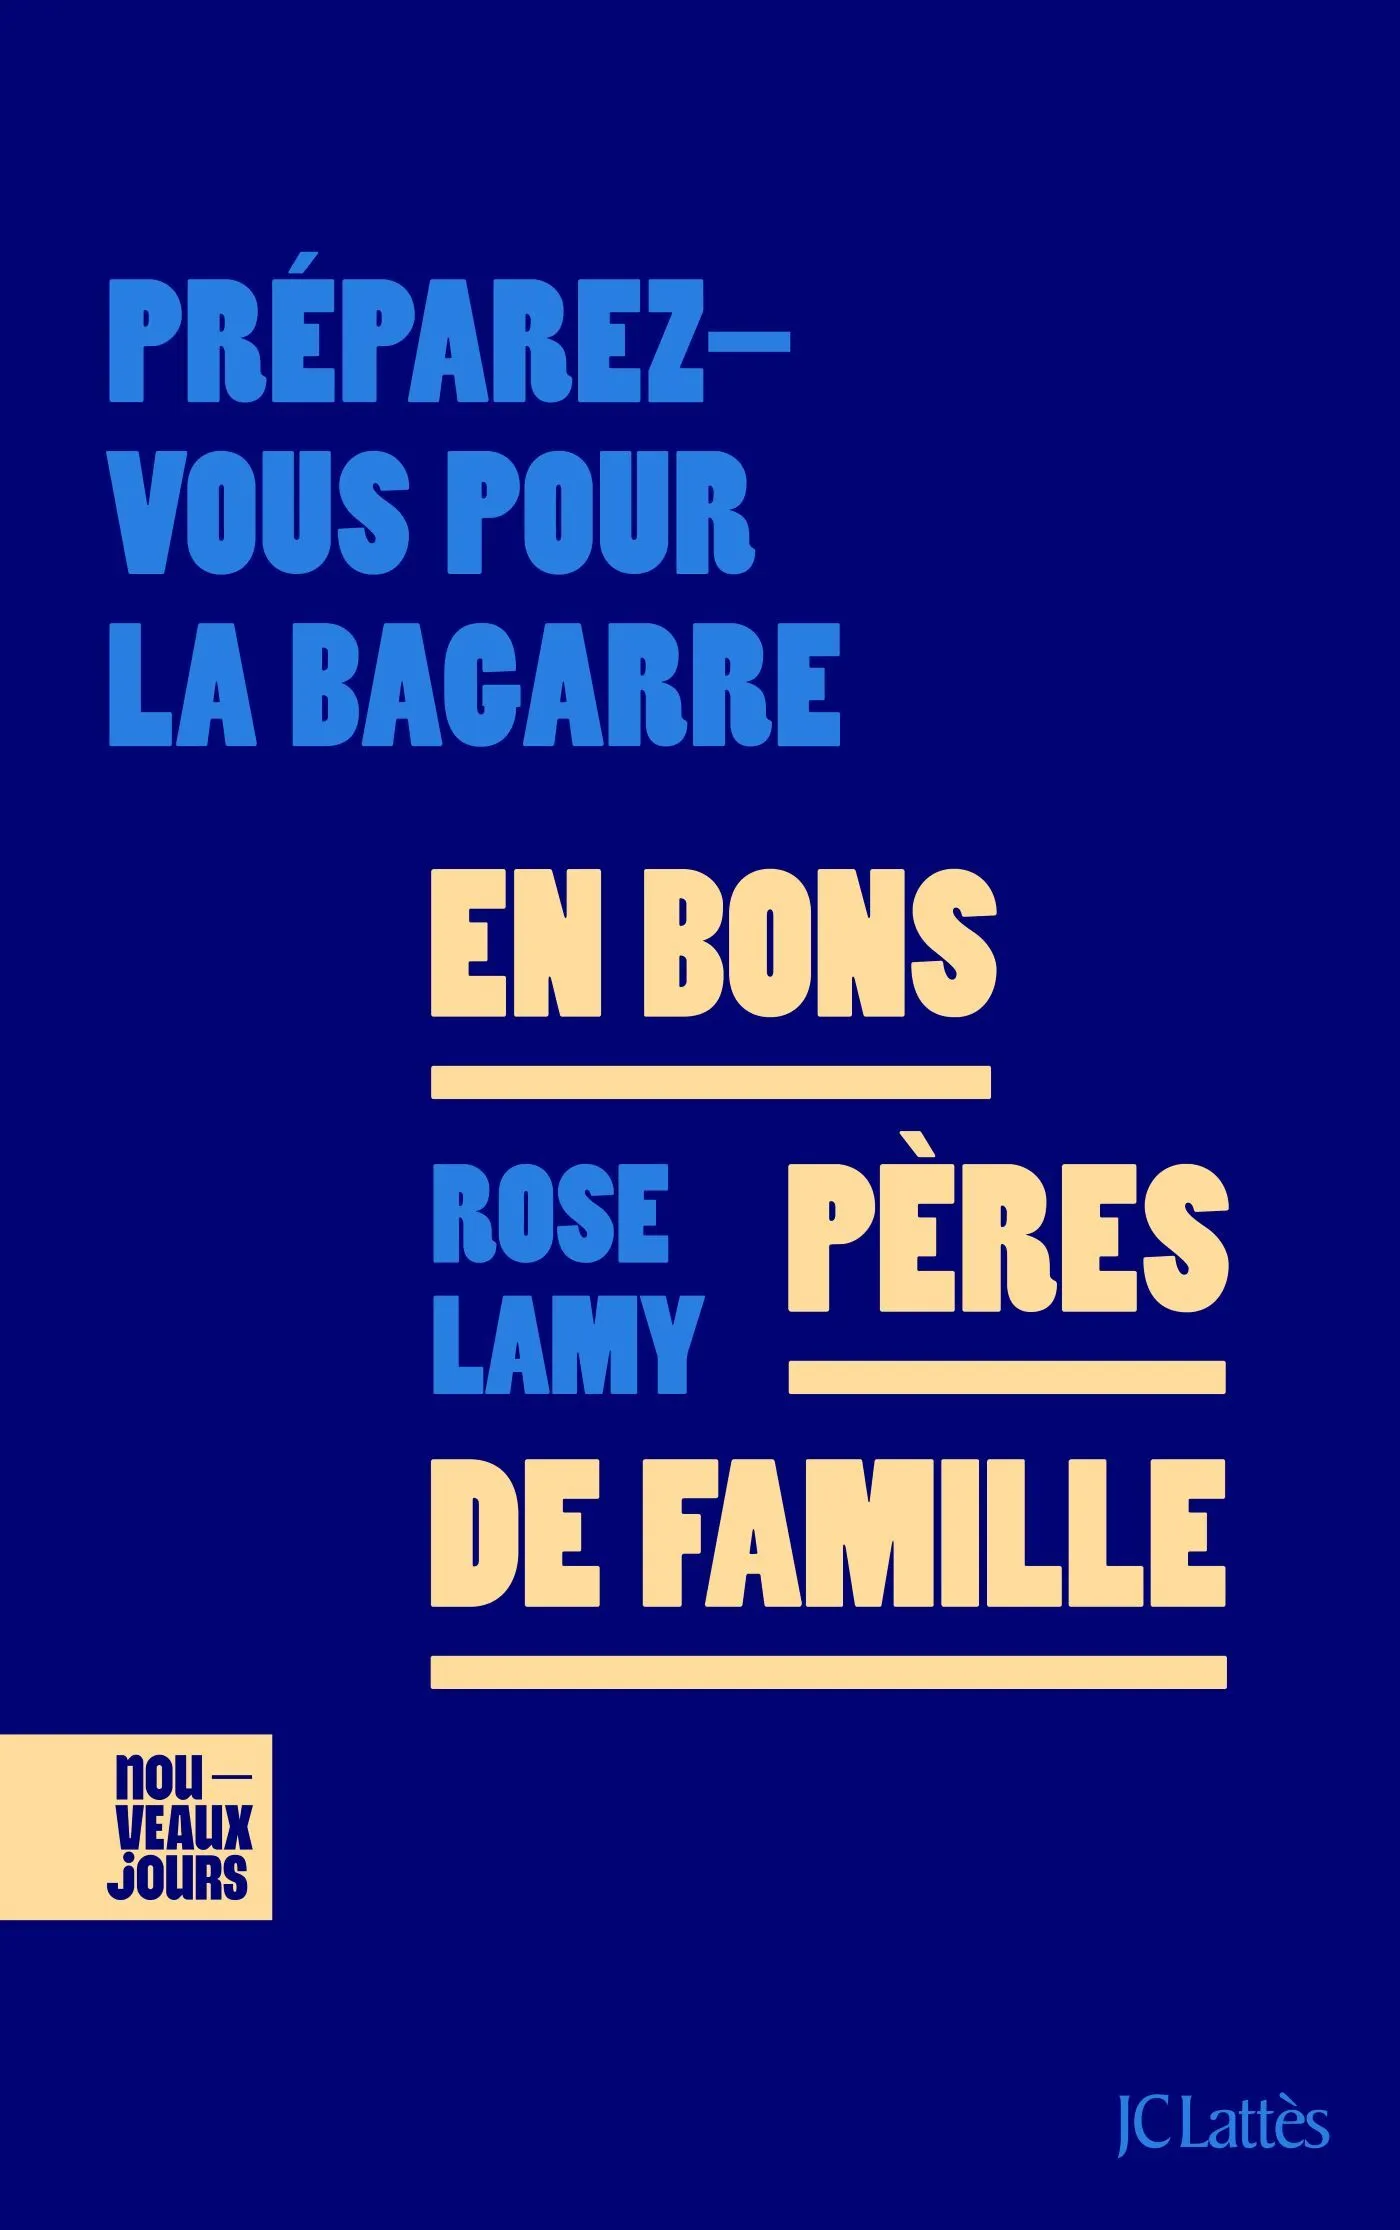 PRÉPAREZ—
VOUS POUR
LA BAGARRE
EN BONS
ROSE
LAMY
PÈRES
DE FAMILLE
nou—
VEAUX
jOURS
JC Lattès